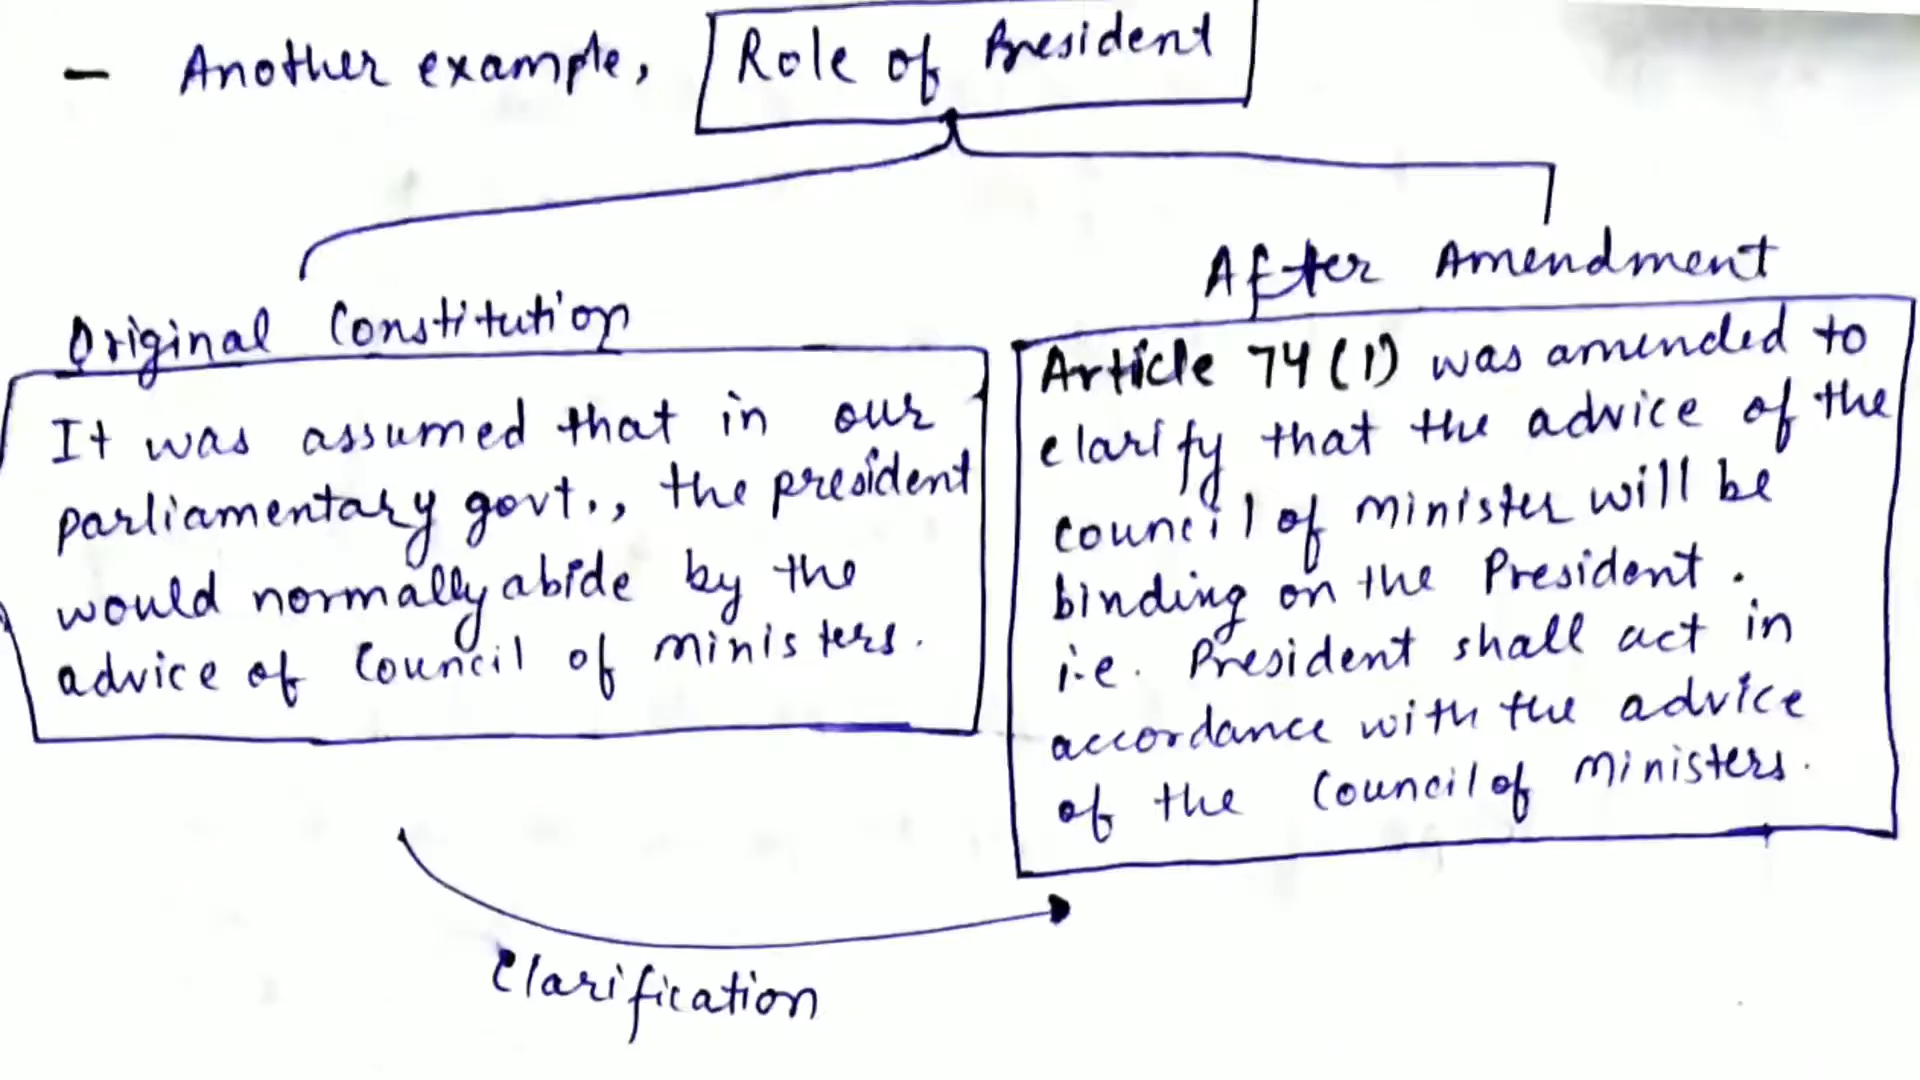 - Another example, Role of President
Original Constitution
It was assumed that in our
parliamentary govt., the president
would normally abide by the
advice of Council of ministers.
After Amendment
Article 74(1) was amended to
clarify that the advice of the
council of minister will be
binding on the President.
i.e. President shall act in
accordance with the advice
of the Council of ministers.
Clarification